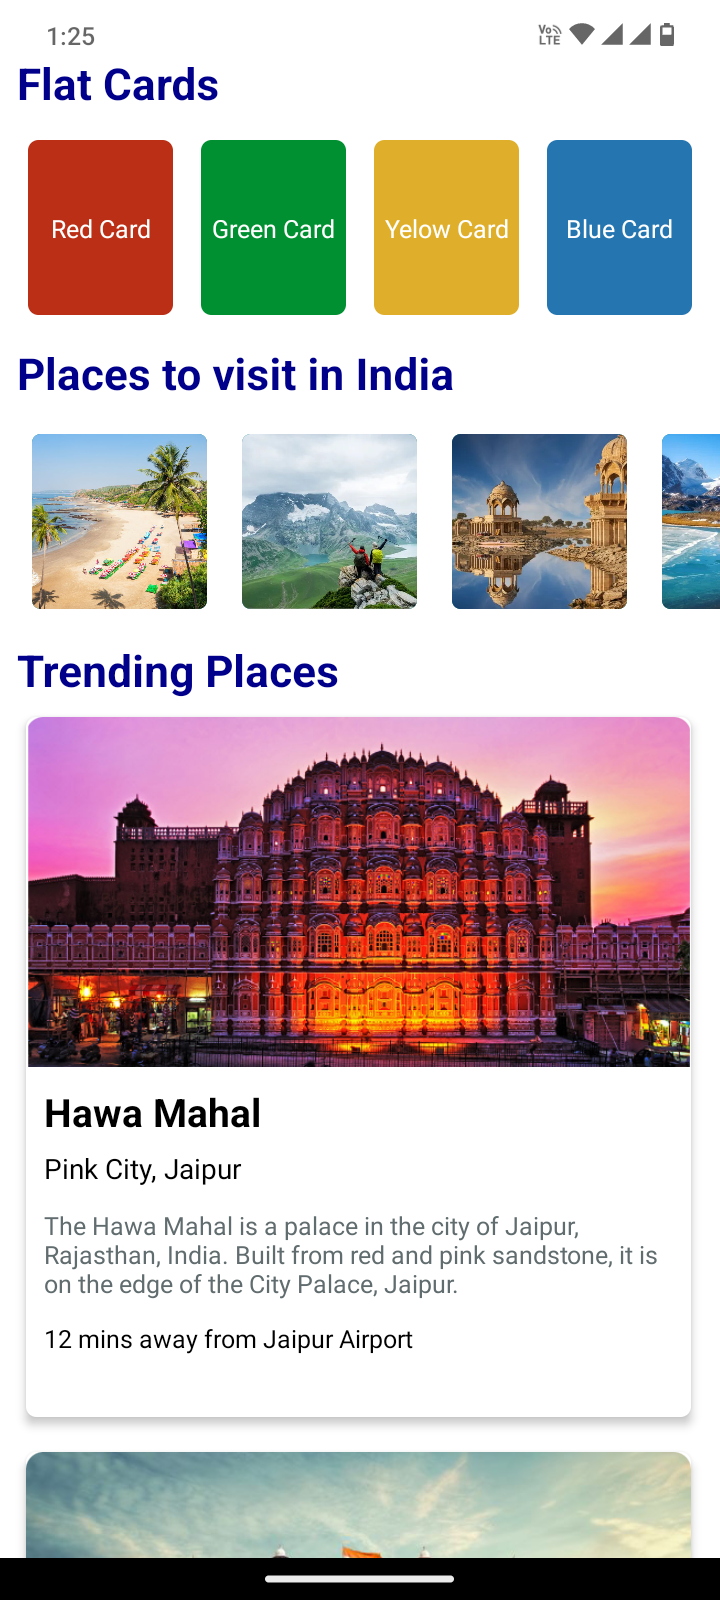 1:25
Vo LTE
Flat Cards
Red Card
Green Card
Yelow Card
Blue Card
Places to visit in India
Trending Places
Hawa Mahal
Pink City, Jaipur
The Hawa Mahal is a palace in the city of Jaipur,
Rajasthan, India. Built from red and pink sandstone, it is
on the edge of the City Palace, Jaipur.
12 mins away from Jaipur Airport